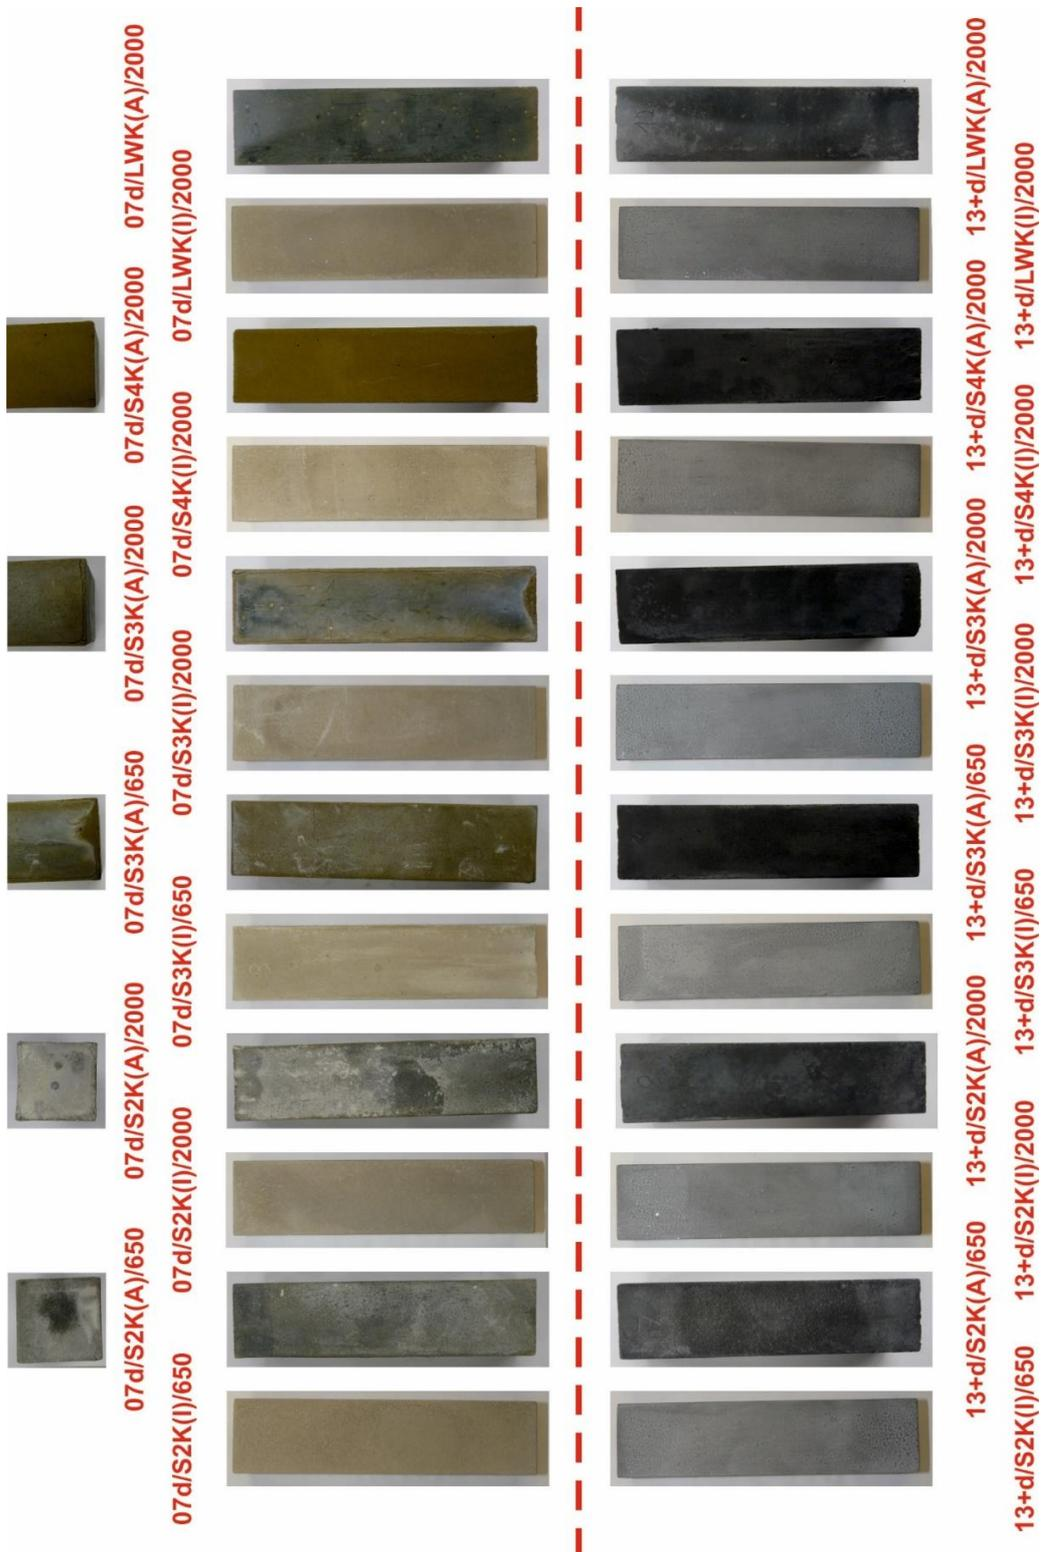 07d/S2K(A)/650
07d/S2K(A)/2000
07d/S3K(A)/650
07d/S3K(A)/2000
07d/S4K(A)/2000
07d/LWK(A)/2000
07d/S2K(I)/650
07d/S2K(I)/2000
07d/S3K(I)/650
07d/S3K(I)/2000
07d/S4K(I)/2000
07d/LWK(I)/2000
13+d/S2K(A)/650
13+d/S2K(A)/2000
13+d/S3K(A)/650
13+d/S3K(A)/2000
13+d/S4K(A)/2000
13+d/LWK(A)/2000
13+d/S2K(I)/650
13+d/S2K(I)/2000
13+d/S3K(I)/650
13+d/S3K(I)/2000
13+d/S4K(I)/2000
13+d/LWK(I)/2000